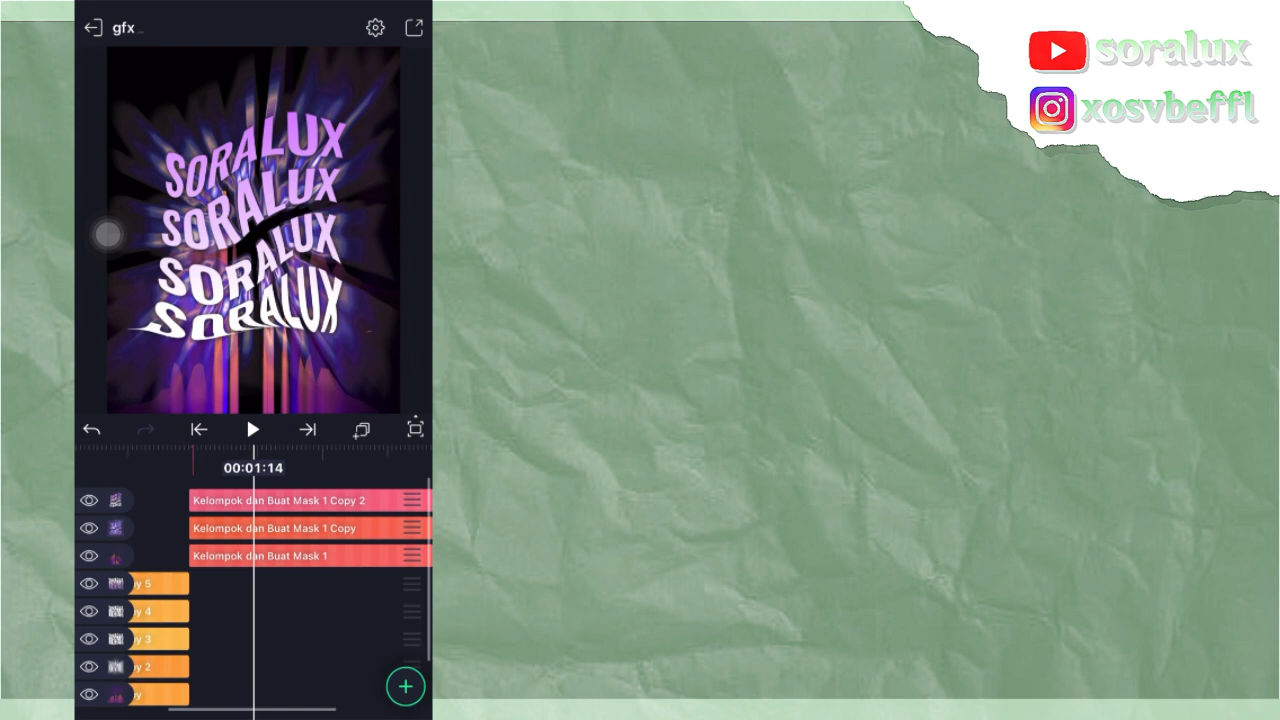 gfx
soralux
xosvbeffl
SORALUX
SORALUX
SORALUX
SORALUX
00:01:14
Kelompok dan Buat Mask 1 Copy 2
Kelompok dan Buat Mask 1 Copy
Kelompok dan Buat Mask 1
y 5
y 4
y 3
y 2
y